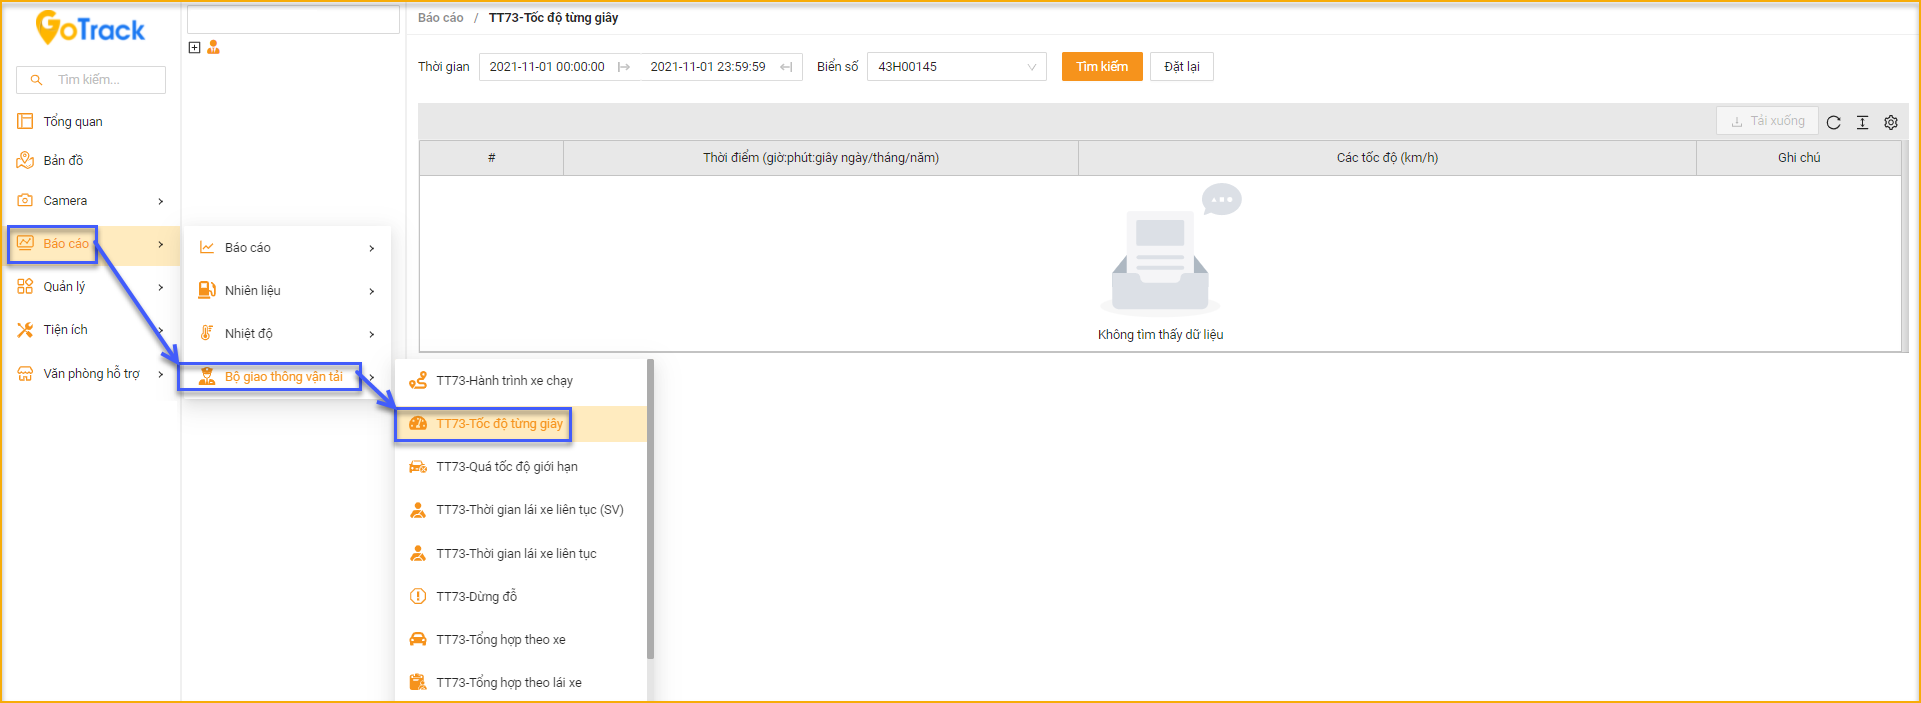 GoTrack
Tìm kiếm...
Tổng quan
Bản đồ
Camera
Báo cáo
Quản lý
Tiện ích
Văn phòng hỗ trợ
Báo cáo
Nhiên liệu
Nhiệt độ
Bộ giao thông vận tải
TT73-Hành trình xe chạy
TT73-Tốc độ từng giây
TT73-Quá tốc độ giới hạn
TT73-Thời gian lái xe liên tục (SV)
TT73-Thời gian lái xe liên tục
TT73-Dừng đỗ
TT73-Tổng hợp theo xe
TT73-Tổng hợp theo lái xe
Báo cáo / TT73-Tốc độ từng giây
Thời gian 2021-11-01 00:00:00 2021-11-01 23:59:59 Biển số 43H00145 Tìm kiếm Đặt lại
Tải xuống
# Thời điểm (giờ:phút:giây ngày/tháng/năm) Các tốc độ (km/h) Ghi chú
Không tìm thấy dữ liệu